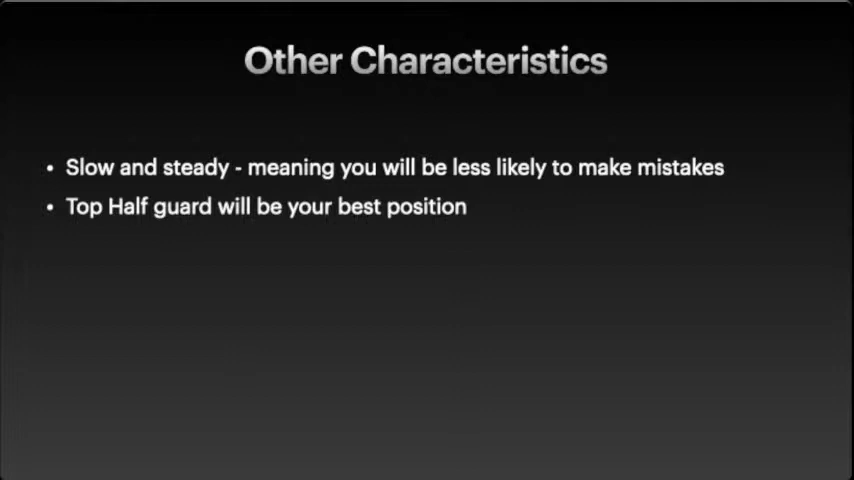 Other Characteristics
• Slow and steady - meaning you will be less likely to make mistakes
• Top Half guard will be your best position